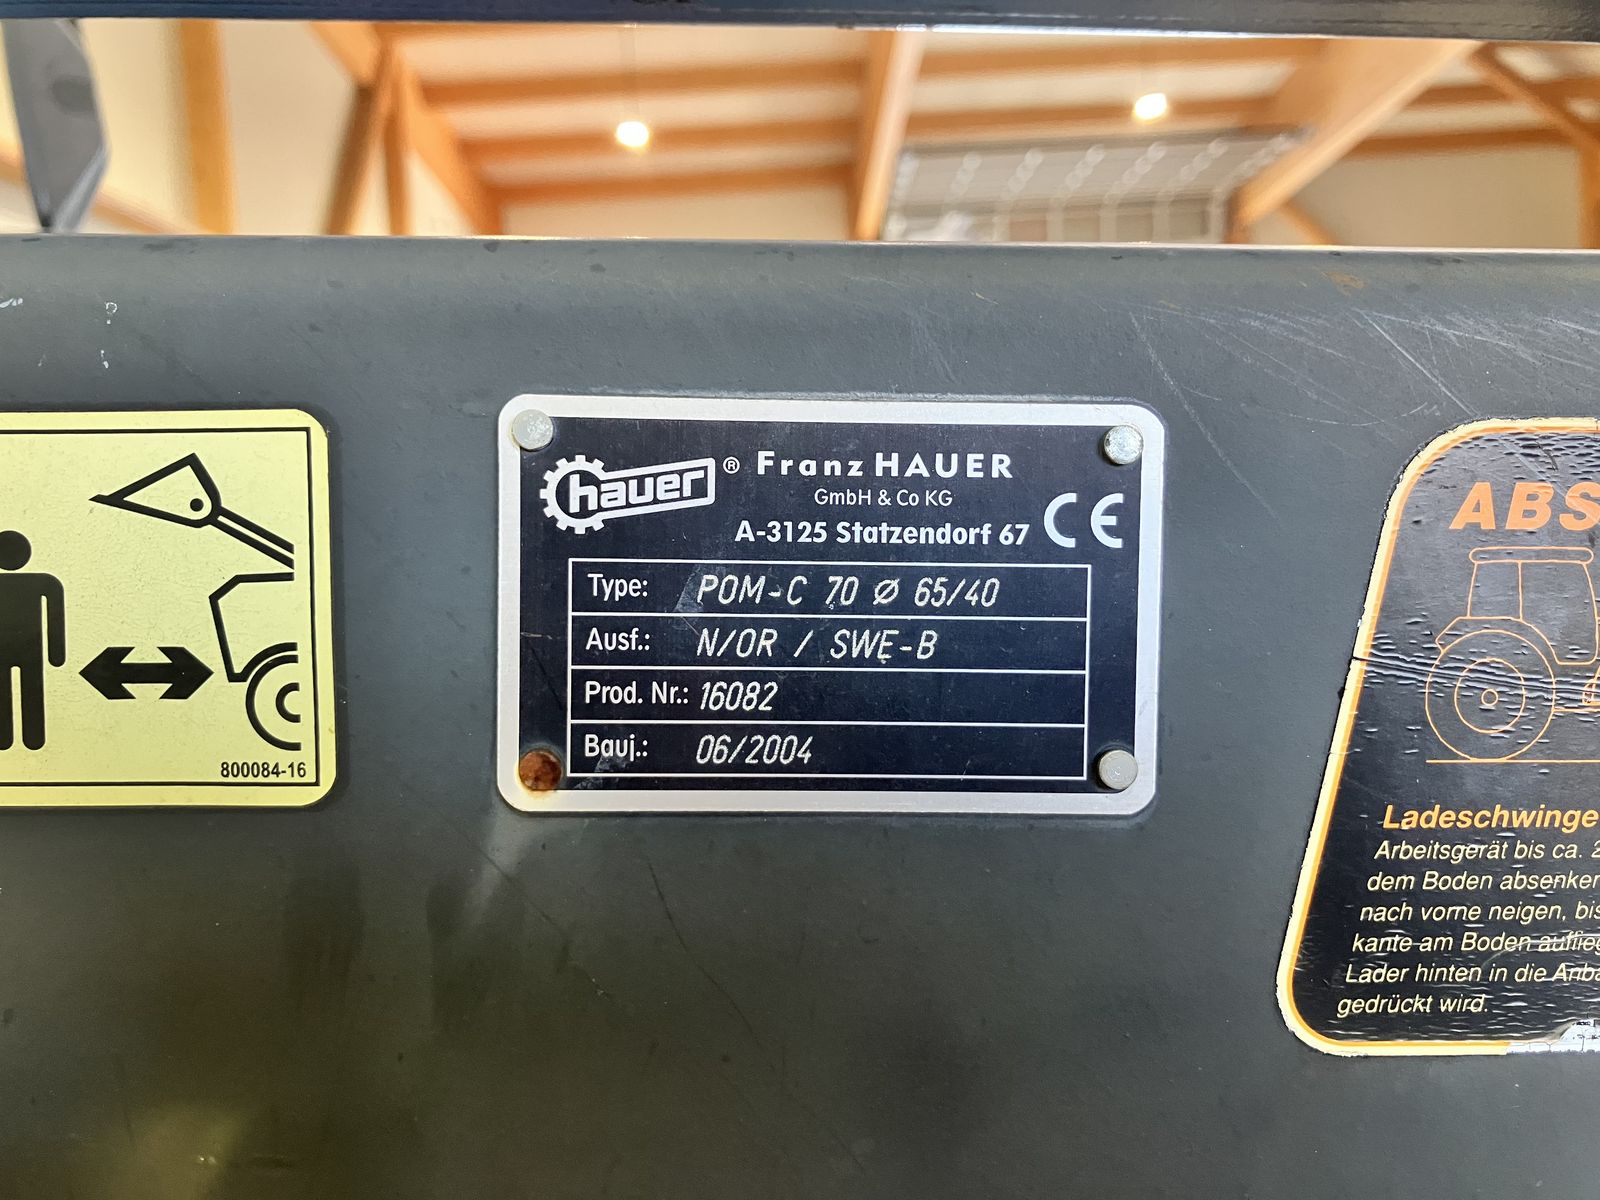 800084-16
hauer ® Franz HAUER
GmbH & Co KG
A-3125 Statzendorf 67 CE
Type: POM-C 70 Ø 65/40
Ausf.: N/OR / SWE-B
Prod. Nr.: 16082
Bauj.: 06/2004
ABS
Ladeschwinge
Arbeitsgerät bis ca. 2
dem Boden absenken
nach vorne neigen, bis
kante am Boden
Lader hinten in die
gedrückt wird.